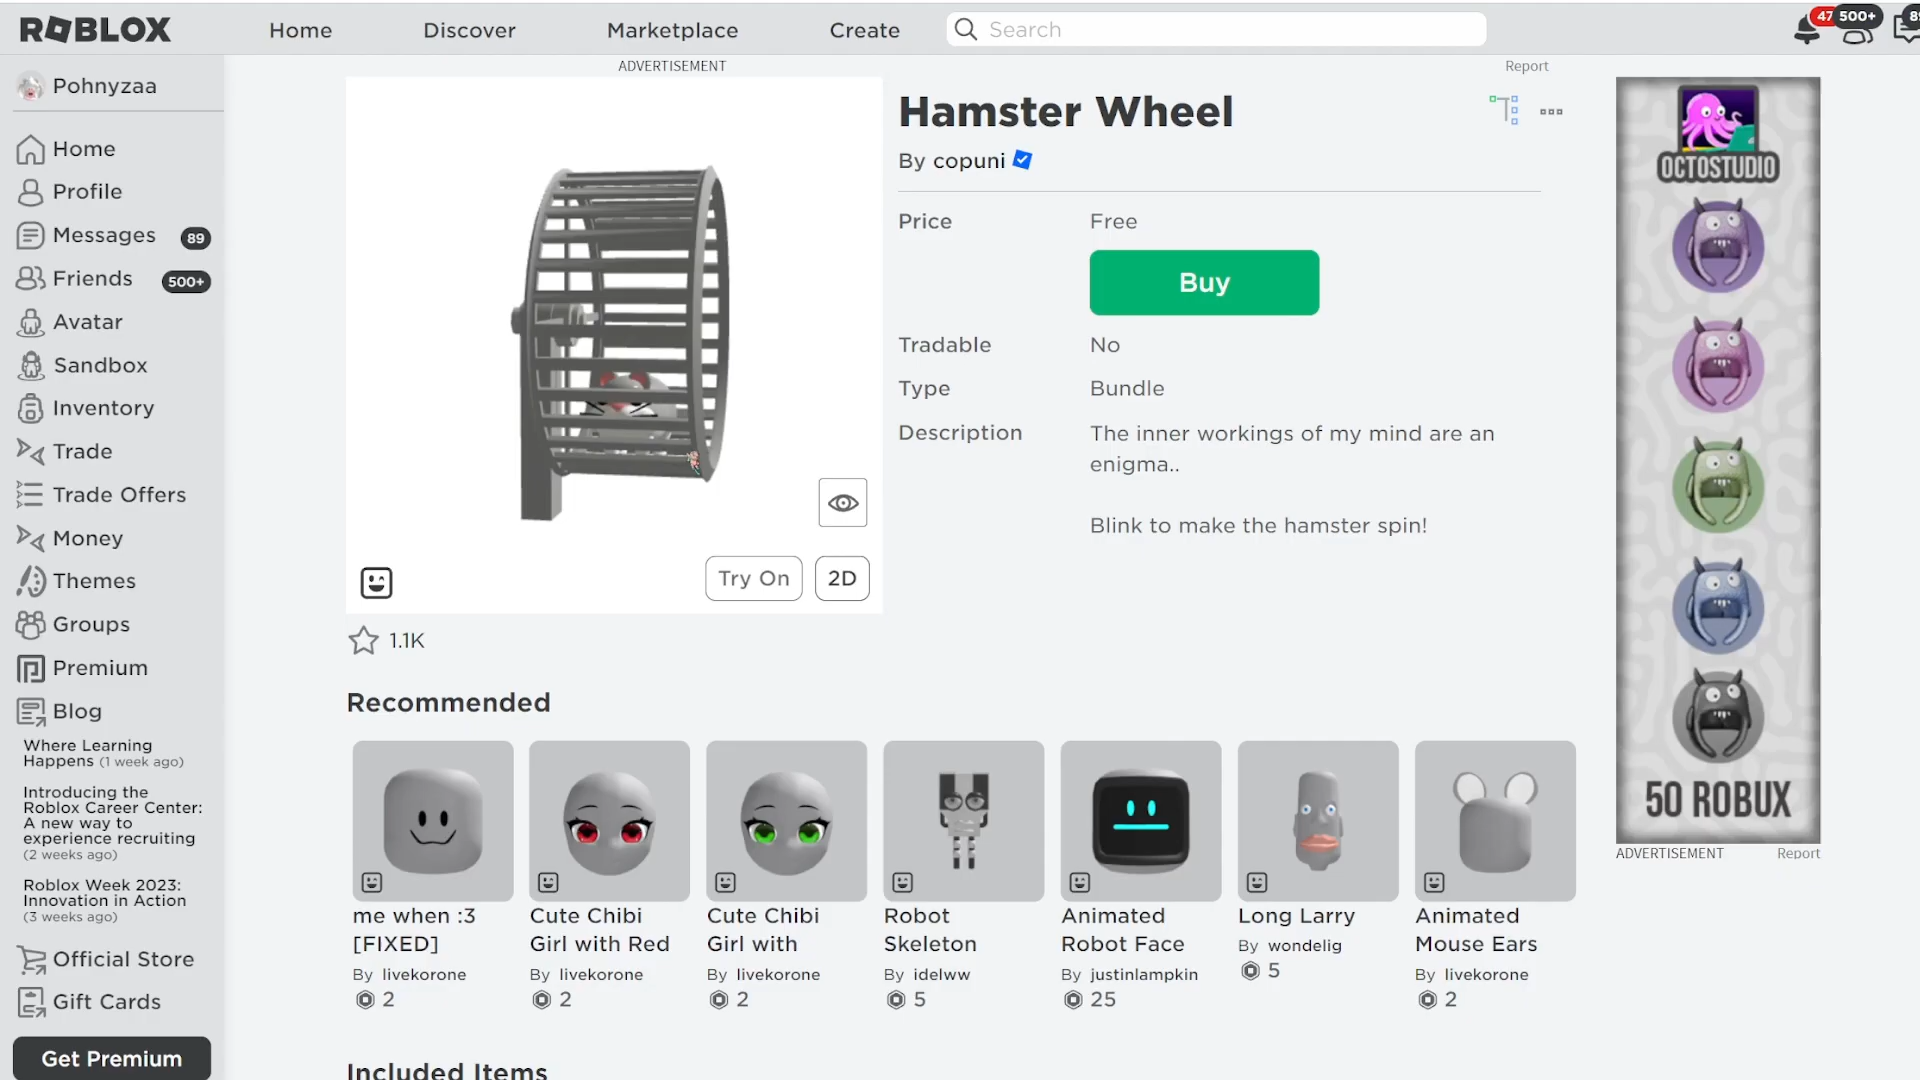 ROBLOX
Home
Discover
Marketplace
Create
Search
47
500+
89
Pohnyzaa
Home
Profile
Messages
89
Friends
500+
Avatar
Sandbox
Inventory
Trade
Trade Offers
Money
Themes
Groups
Premium
Blog
Where Learning
Happens (1 week ago)
Introducing the
Roblox Career Center:
A new way to
experience recruiting
(2 weeks ago)
Roblox Week 2023:
Innovation in Action
(3 weeks ago)
Official Store
Gift Cards
Get Premium
ADVERTISEMENT
Report
Hamster Wheel
By copuni
Price
Free
Buy
Tradable
No
Type
Bundle
Description
The inner workings of my mind are an
enigma..
Blink to make the hamster spin!
Try On
2D
1.1K
Recommended
me when :3
[FIXED]
By livekorone
2
Cute Chibi
Girl with Red
By livekorone
2
Cute Chibi
Girl with
By livekorone
2
Robot
Skeleton
By idelww
5
Animated
Robot Face
By justinlampkin
25
Long Larry
By wondelig
5
Animated
Mouse Ears
By livekorone
2
Included Items
OCTOSTUDIO
50 ROBUX
ADVERTISEMENT
Report